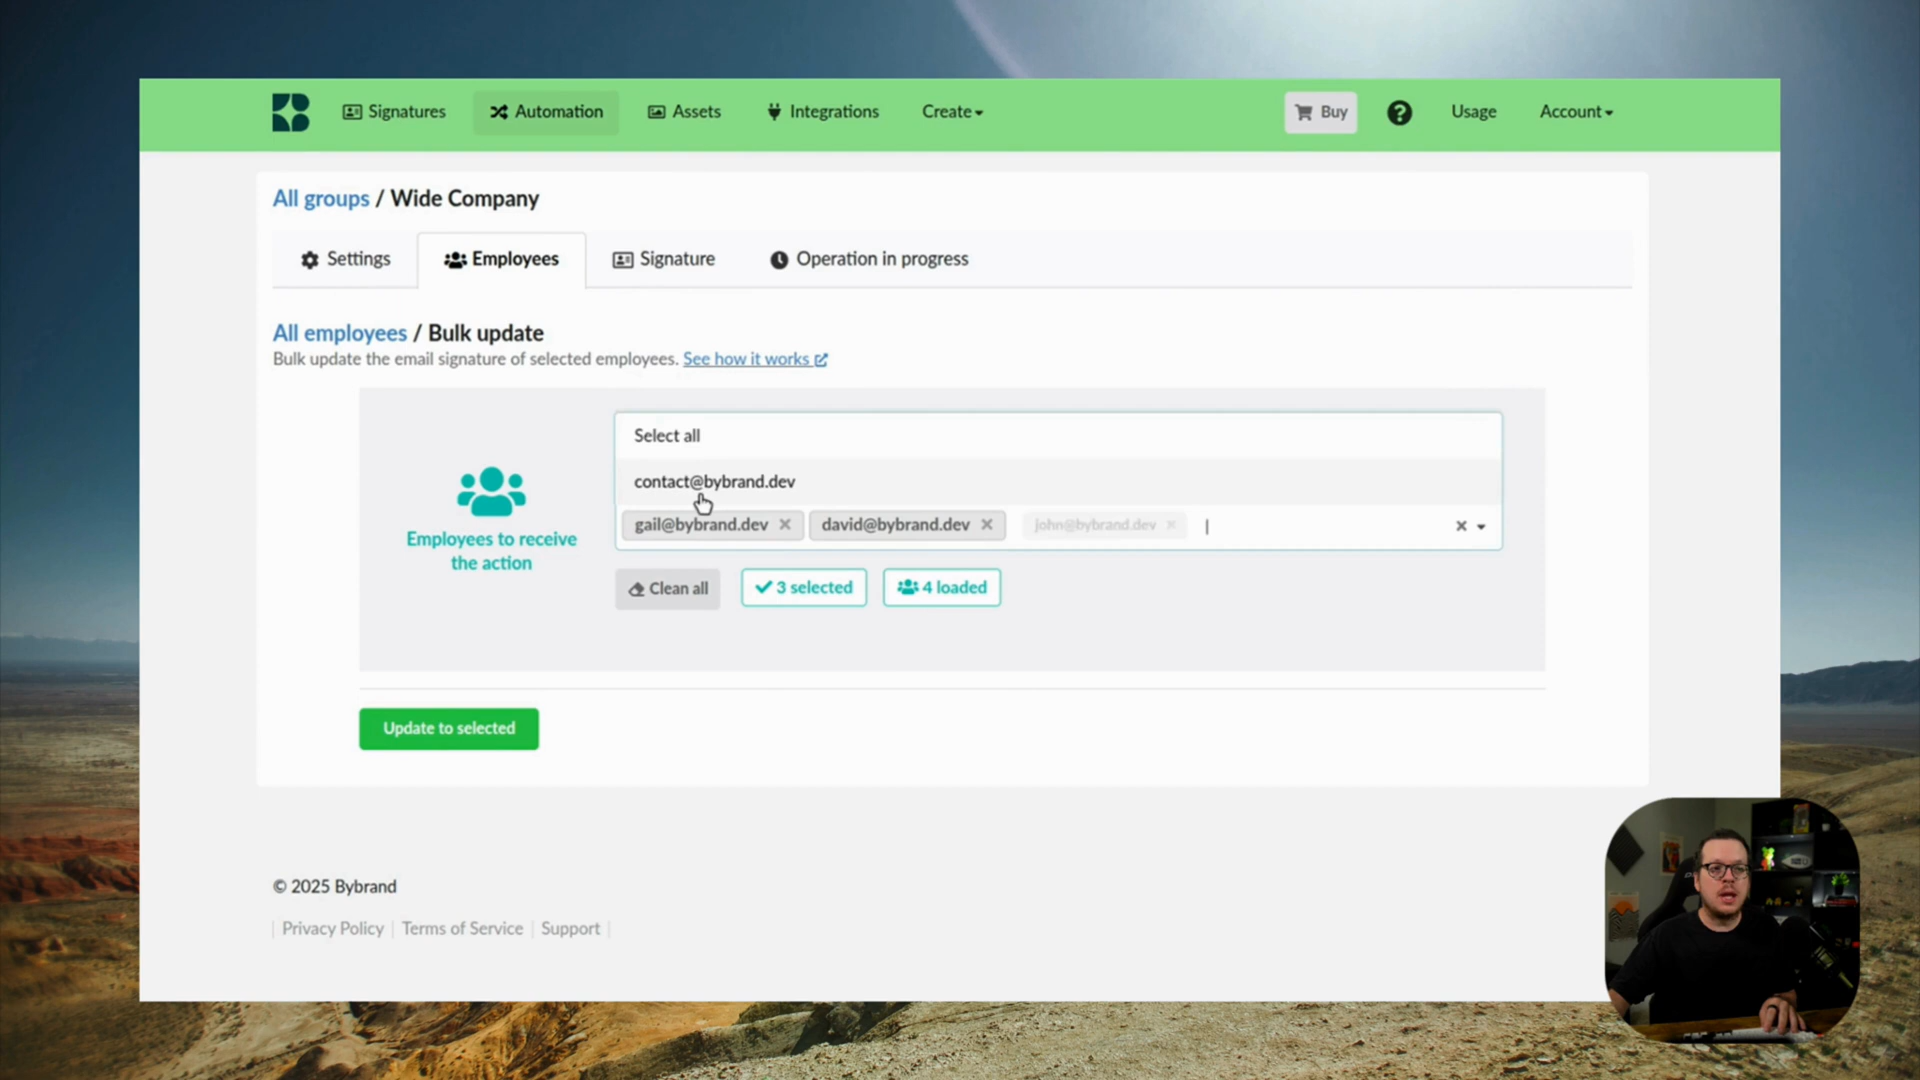 Signatures Automation Assets Integrations Create Buy ? Usage Account
All groups / Wide Company
Settings Employees Signature Operation in progress
All employees / Bulk update
Bulk update the email signature of selected employees. See how it works
Select all
contact@bybrand.dev
gail@bybrand.dev david@bybrand.dev john@bybrand.dev
Employees to receive
the action
Clean all 3 selected 4 loaded
Update to selected
© 2025 Bybrand
Privacy Policy Terms of Service Support